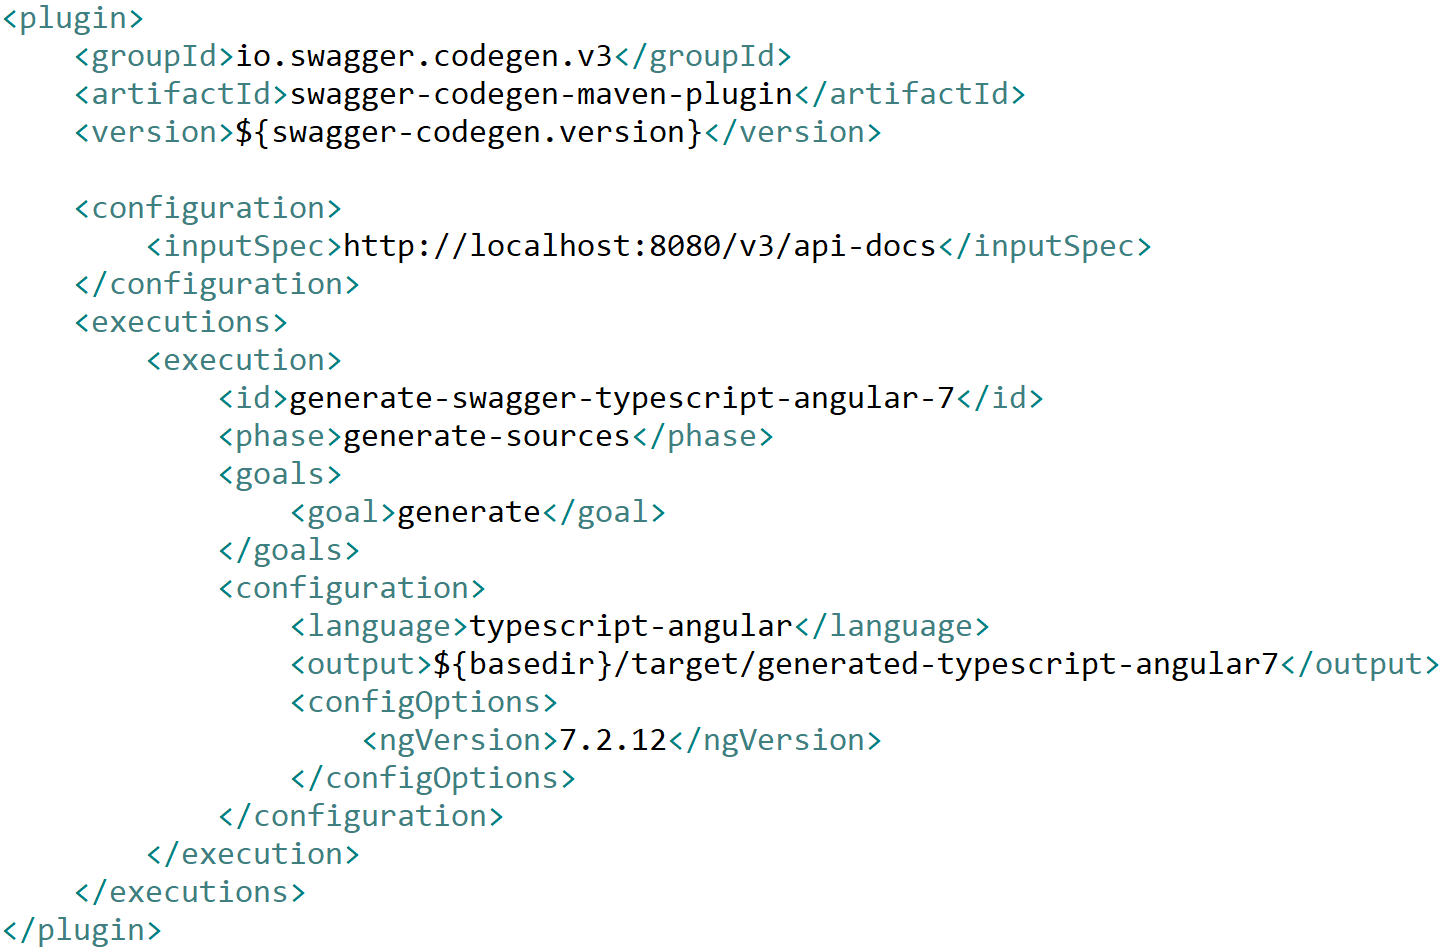 <plugin>
    <groupId>io.swagger.codegen.v3</groupId>
    <artifactId>swagger-codegen-maven-plugin</artifactId>
    <version>${swagger-codegen.version}</version>

    <configuration>
        <inputSpec>http://localhost:8080/v3/api-docs</inputSpec>
    </configuration>
    <executions>
        <execution>
            <id>generate-swagger-typescript-angular-7</id>
            <phase>generate-sources</phase>
            <goals>
                <goal>generate</goal>
            </goals>
            <configuration>
                <language>typescript-angular</language>
                <output>${basedir}/target/generated-typescript-angular7</output>
                <configOptions>
                    <ngVersion>7.2.12</ngVersion>
                </configOptions>
            </configuration>
        </execution>
    </executions>
</plugin>